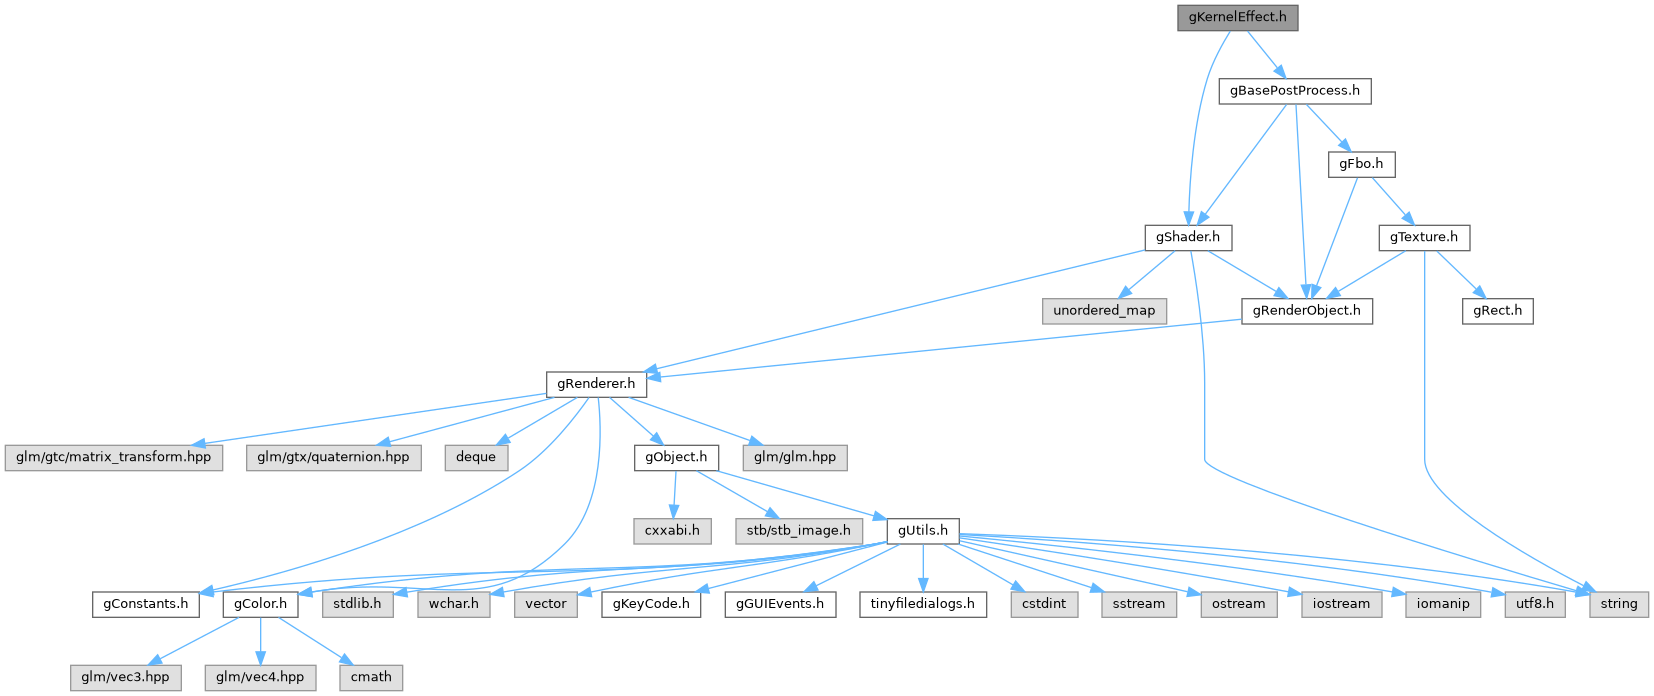 gKernelEffect.h
gBasePostProcess.h
gFbo.h
gShader.h
gTexture.h
unordered_map
gRenderObject.h
gRect.h
gRenderer.h
glm/gtc/matrix_transform.hpp
glm/gtx/quaternion.hpp
deque
gObject.h
glm/glm.hpp
cxxabi.h
stb/stb_image.h
gUtils.h
gConstants.h
gColor.h
stdlib.h
wchar.h
vector
gKeyCode.h
gGUIEvents.h
tinyfiledialogs.h
cstdint
sstream
ostream
iostream
iomanip
utf8.h
string
glm/vec3.hpp
glm/vec4.hpp
cmath